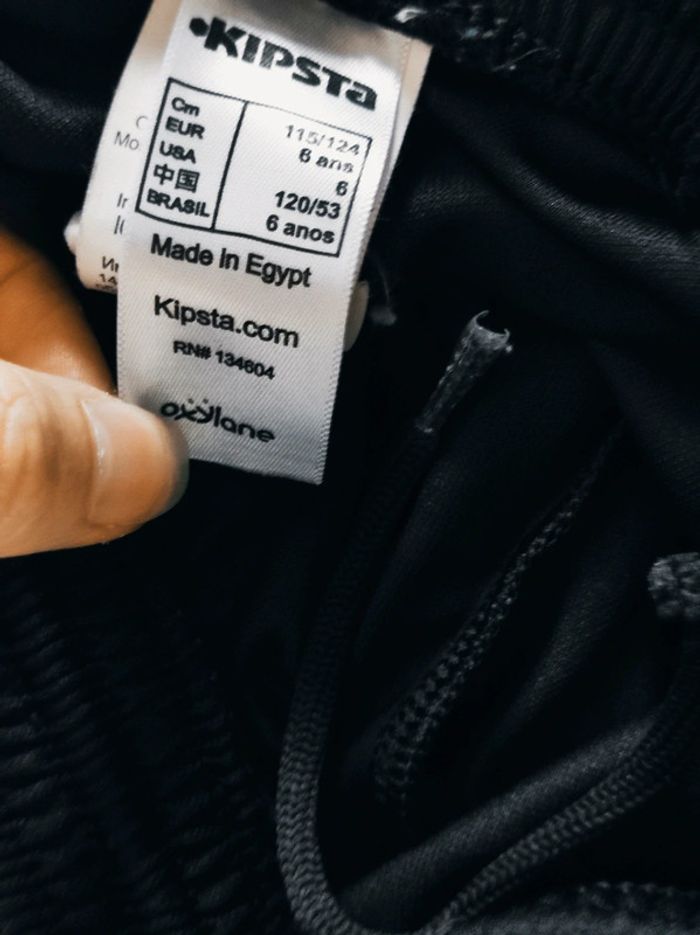 KIPSTA
Cm 115/124
EUR 6 ans
USA 6
中国 120/53
BRASIL 6 anos
Made In Egypt
Kipsta.com
RN# 134604
oxylane
Mo